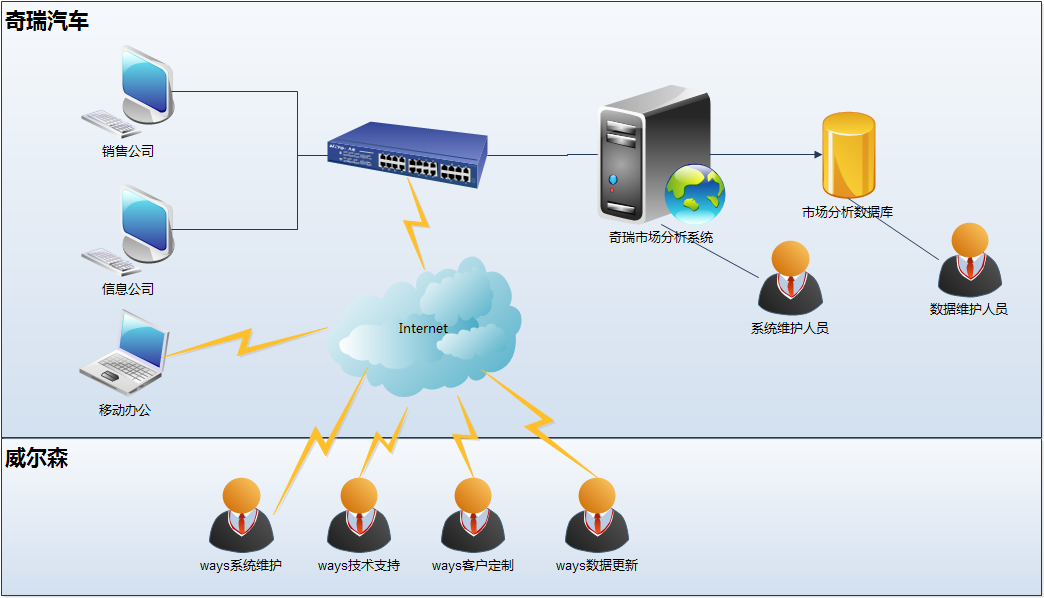 奇瑞汽车
销售公司
信息公司
移动办公
Internet
奇瑞市场分析系统
市场分析数据库
系统维护人员
数据维护人员
威尔森
ways系统维护
ways技术支持
ways客户定制
ways数据更新